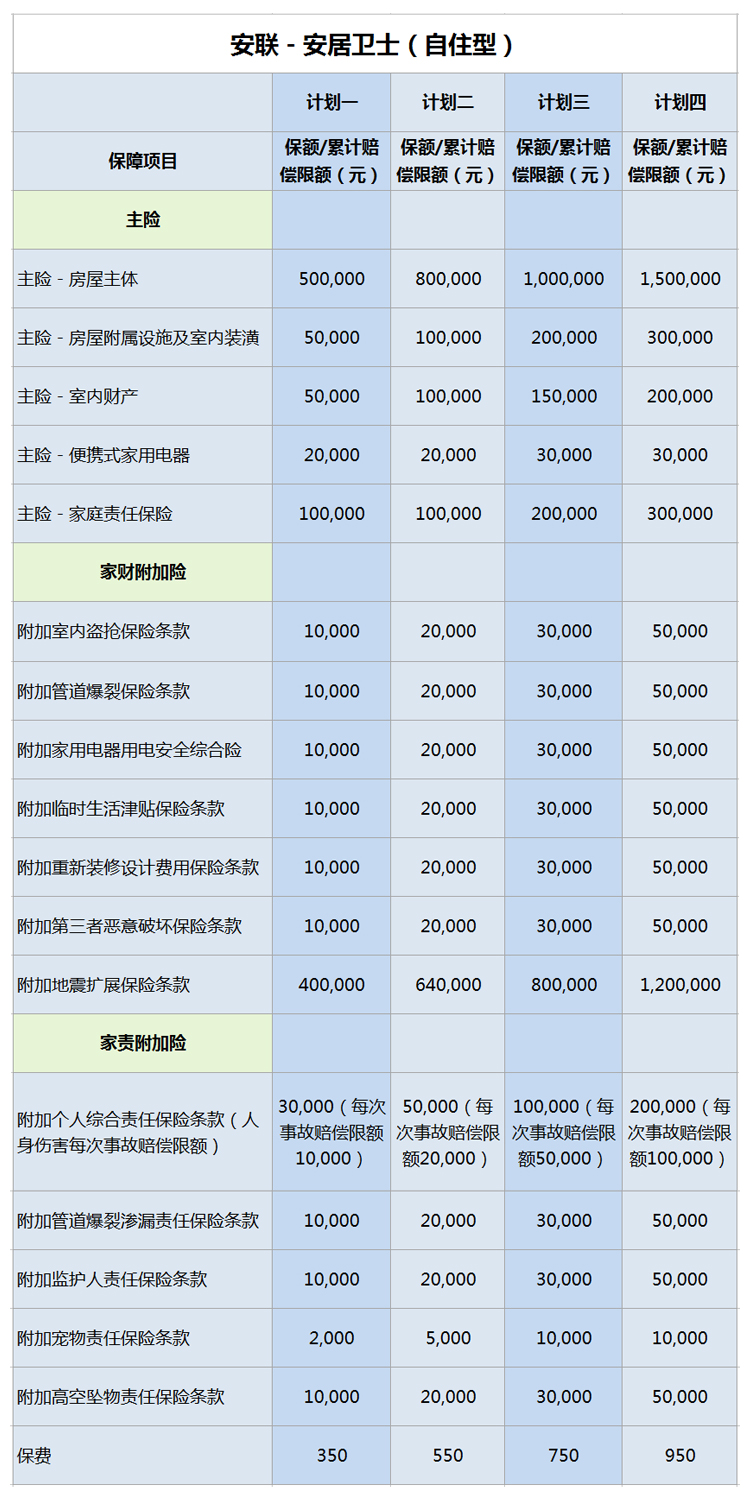 安联 - 安居卫士（自住型）
计划一 计划二 计划三 计划四
保障项目 保额/累计赔偿限额（元） 保额/累计赔偿限额（元） 保额/累计赔偿限额（元） 保额/累计赔偿限额（元）
主险
主险 - 房屋主体 500,000 800,000 1,000,000 1,500,000
主险 - 房屋附属设施及室内装潢 50,000 100,000 200,000 300,000
主险 - 室内财产 50,000 100,000 150,000 200,000
主险 - 便携式家用电器 20,000 20,000 30,000 30,000
主险 - 家庭责任保险 100,000 100,000 200,000 300,000
家财附加险
附加室内盗抢保险条款 10,000 20,000 30,000 50,000
附加管道爆裂保险条款 10,000 20,000 30,000 50,000
附加家用电器用电安全综合险 10,000 20,000 30,000 50,000
附加临时生活津贴保险条款 10,000 20,000 30,000 50,000
附加重新装修设计费用保险条款 10,000 20,000 30,000 50,000
附加第三者恶意破坏保险条款 10,000 20,000 30,000 50,000
附加地震扩展保险条款 400,000 640,000 800,000 1,200,000
家责附加险
附加个人综合责任保险条款（人身伤害每次事故赔偿限额） 30,000（每次事故赔偿限额10,000） 50,000（每次事故赔偿限额20,000） 100,000（每次事故赔偿限额50,000） 200,000（每次事故赔偿限额100,000）
附加管道爆裂渗漏责任保险条款 10,000 20,000 30,000 50,000
附加监护人责任保险条款 10,000 20,000 30,000 50,000
附加宠物责任保险条款 2,000 5,000 10,000 10,000
附加高空坠物责任保险条款 10,000 20,000 30,000 50,000
保费 350 550 750 950